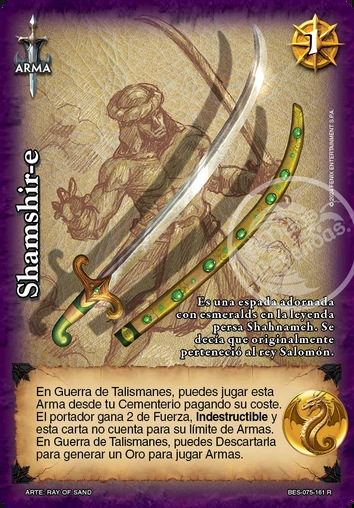 ARMA
1
Shamshir-e
©2023 FENIX ENTERTAINMENT S.P.A.
Es una espada adornada
con esmeralds en la leyenda
persa Shahnameh. Se
decía que originalmente
perteneció al rey Salomón.
En Guerra de Talismanes, puedes jugar esta
Arma desde tu Cementerio pagando su coste.
El portador gana 2 de Fuerza, Indestructible y
esta carta no cuenta para su límite de Armas.
En Guerra de Talismanes, puedes Descartarla
para generar un Oro para jugar Armas.
ARTE: RAY OF SAND
BES-075-161 R